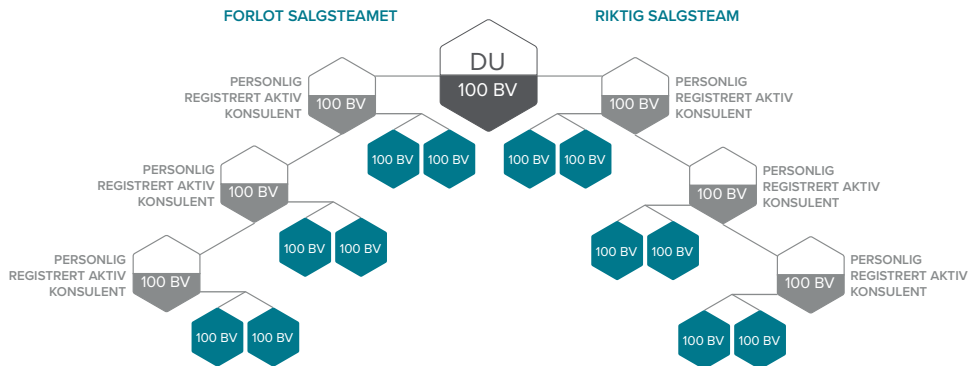 FORLOT SALGSTEAMET
RIKTIG SALGSTEAM
DU
100 BV
PERSONLIG
REGISTRERT AKTIV
KONSULENT
100 BV
100 BV
PERSONLIG
REGISTRERT AKTIV
KONSULENT
100 BV
100 BV
100 BV
100 BV
PERSONLIG
REGISTRERT AKTIV
KONSULENT
100 BV
100 BV
PERSONLIG
REGISTRERT AKTIV
KONSULENT
100 BV
100 BV
100 BV
100 BV
PERSONLIG
REGISTRERT AKTIV
KONSULENT
100 BV
100 BV
PERSONLIG
REGISTRERT AKTIV
KONSULENT
100 BV
100 BV
100 BV
100 BV